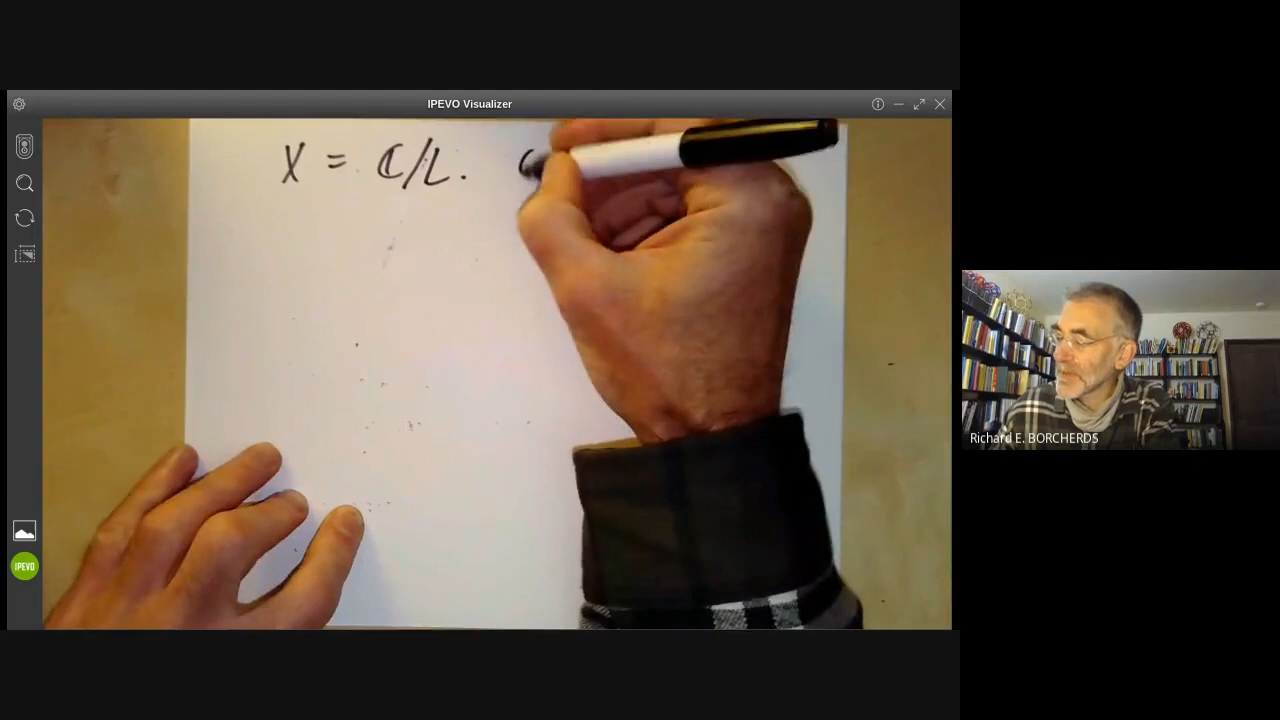 IPEVO Visualizer
X = ℂ/L.
IPEVO
Richard E. BORCHERDS